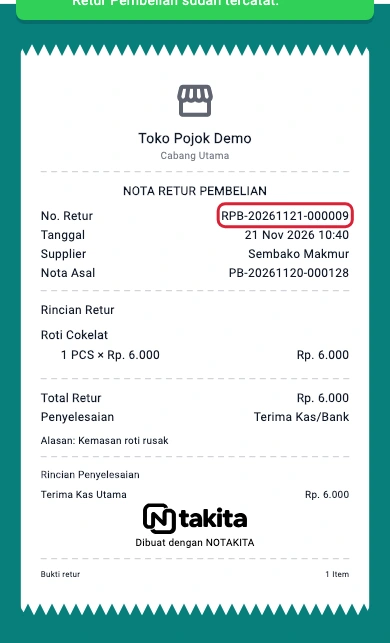 Retur Pembelian sudah tercatat.
Toko Pojok Demo
Cabang Utama
NOTA RETUR PEMBELIAN
No. Retur RPB-20261121-000009
Tanggal 21 Nov 2026 10:40
Supplier Sembako Makmur
Nota Asal PB-20261120-000128
Rincian Retur
Roti Cokelat
1 PCS × Rp. 6.000 Rp. 6.000
Total Retur Rp. 6.000
Penyelesaian Terima Kas/Bank
Alasan: Kemasan roti rusak
Rincian Penyelesaian
Terima Kas Utama Rp. 6.000
Notakita
Dibuat dengan NOTAKITA
Bukti retur 1 Item